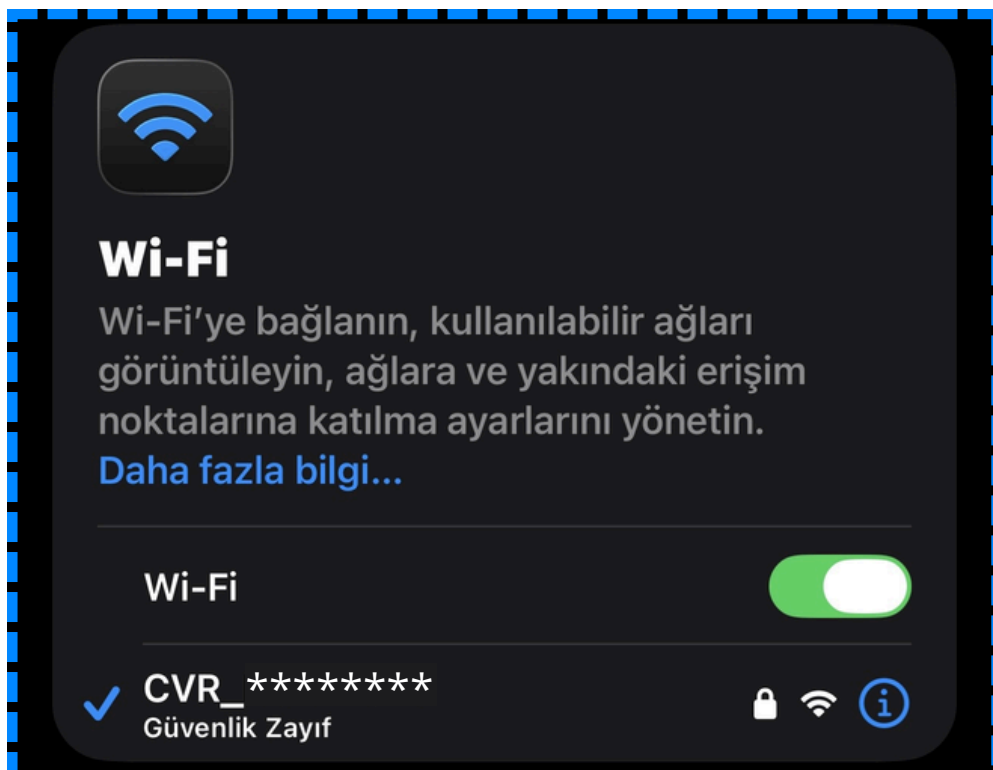 Wi-Fi
Wi-Fi’ye bağlanın, kullanılabilir ağları
görüntüleyin, ağlara ve yakındaki erişim
noktalarına katılma ayarlarını yönetin.
Daha fazla bilgi...
Wi-Fi
CVR_********
Güvenlik Zayıf